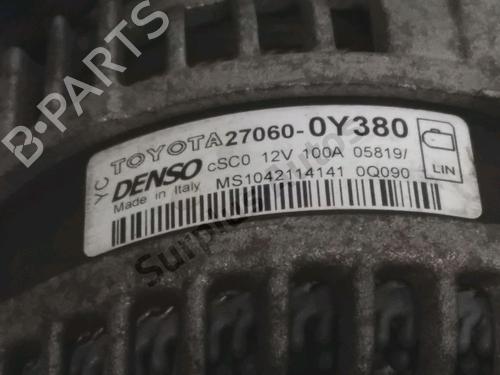 B-PARTS
YC TOYOTA 27060-0Y380
DENSO cSC0 12V 100A 05819/
Made in Italy MS1042114141 0Q090
LIN